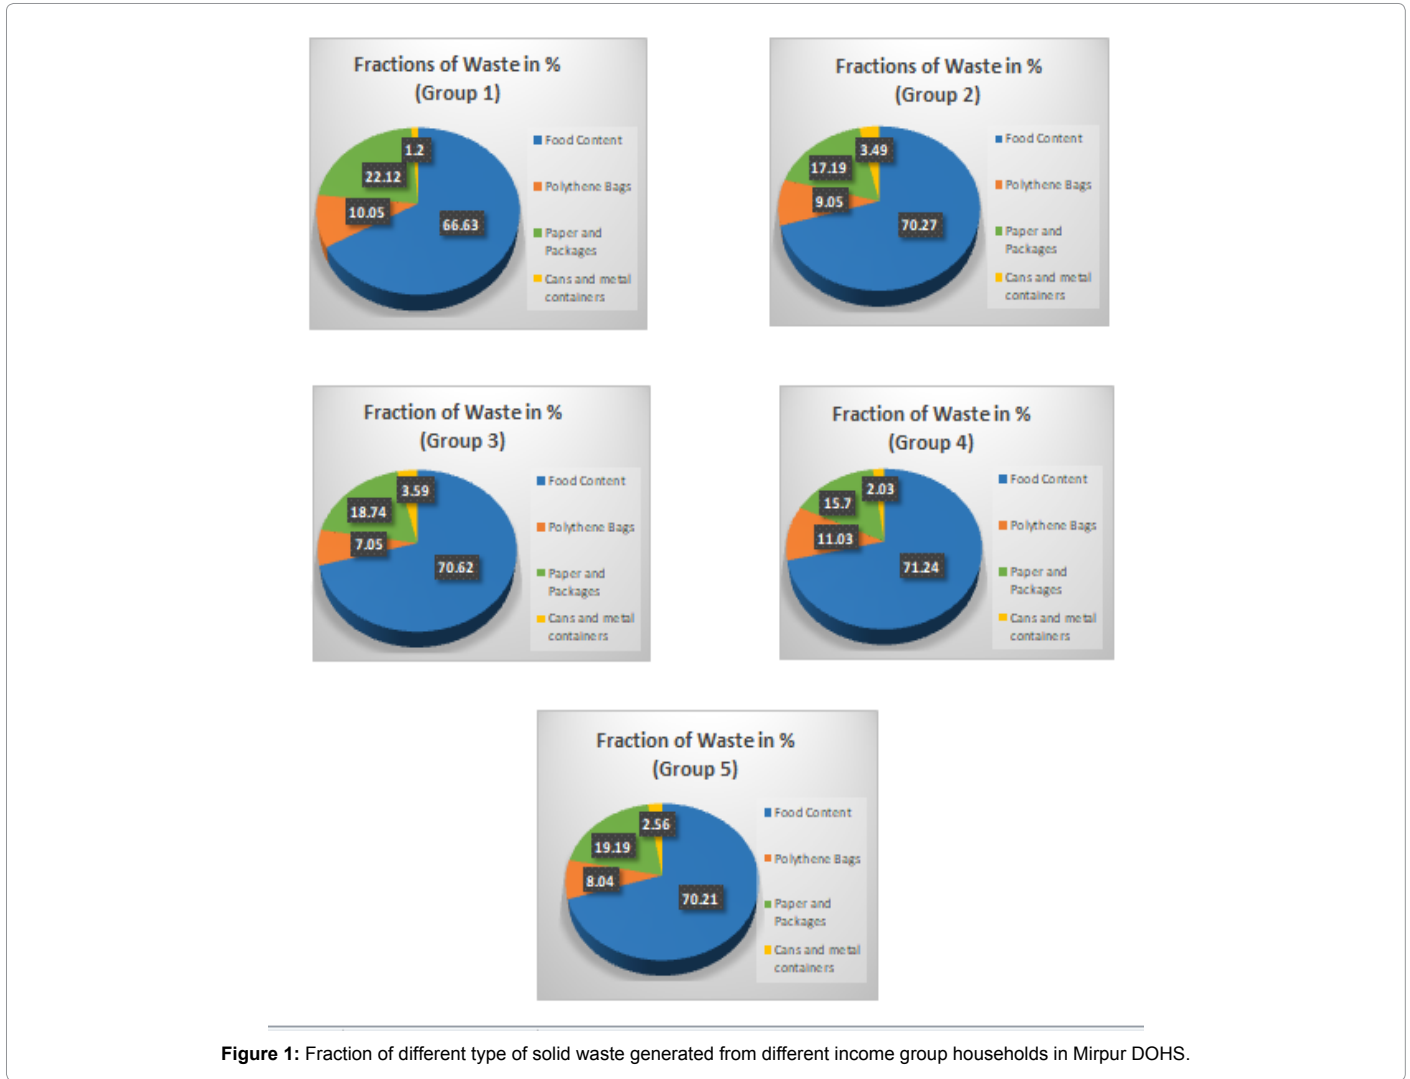 Fractions of Waste in %
(Group 1)
1.2
22.12
10.05
66.63
Food Content
Polythene Bags
Paper and
Packages
Cans and metal
containers
Fractions of Waste in %
(Group 2)
3.49
17.19
9.05
70.27
Food Content
Polythene Bags
Paper and
Packages
Cans and metal
containers
Fraction of Waste in %
(Group 3)
3.59
18.74
7.05
70.62
Food Content
Polythene Bags
Paper and
Packages
Cans and metal
containers
Fraction of Waste in %
(Group 4)
2.03
15.7
11.03
71.24
Food Content
Polythene Bags
Paper and
Packages
Cans and metal
containers
Fraction of Waste in %
(Group 5)
2.56
19.19
8.04
70.21
Food Content
Polythene Bags
Paper and
Packages
Cans and metal
containers
Figure 1: Fraction of different type of solid waste generated from different income group households in Mirpur DOHS.